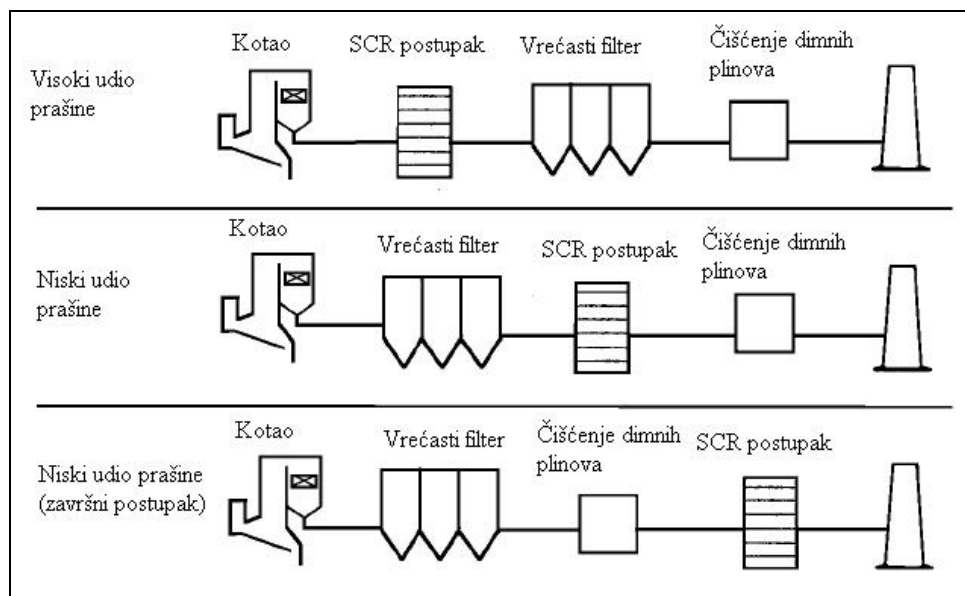 Visoki udio
prašine
Kotao
SCR postupak
Vrećasti filter
Čišćenje dimnih
plinova
Niski udio
prašine
Kotao
Vrećasti filter
SCR postupak
Čišćenje dimnih
plinova
Niski udio prašine
(završni postupak)
Kotao
Vrećasti filter
Čišćenje dimnih
plinova
SCR postupak